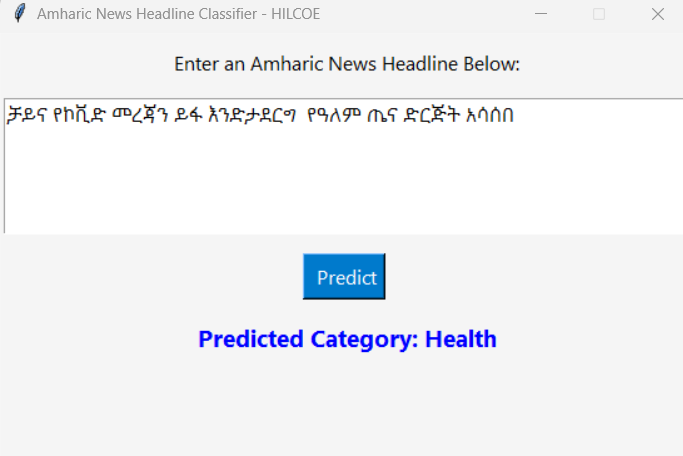 Amharic News Headline Classifier - HILCOE
Enter an Amharic News Headline Below:
ቻይና የኮቪድ መረጃን ይፋ እንድታደርግ  የዓለም ጤና ድርጅት አሳሰበ
Predict
Predicted Category: Health